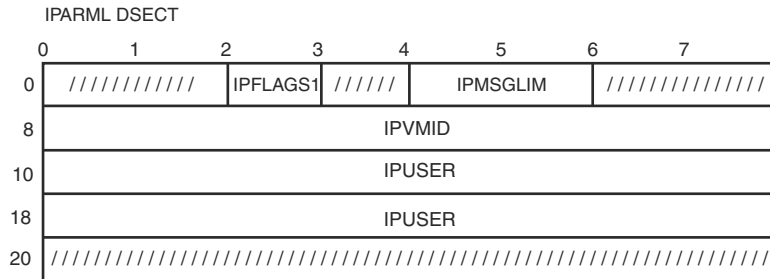 IPARML DSECT
0 1 2 3 4 5 6 7
0 //////////// IPFLAGS1 ////// IPMSGLIM ///////////////
8 IPVMID
10 IPUSER
18 IPUSER
20 ////////////////////////////////////////////////////////////////////